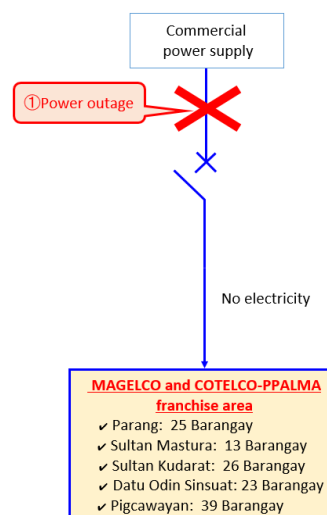 Commercial
power supply
①Power outage
No electricity
MAGELCO and COTELCO-PPALMA
franchise area
✔ Parang: 25 Barangay
✔ Sultan Mastura: 13 Barangay
✔ Sultan Kudarat: 26 Barangay
✔ Datu Odin Sinsuat: 23 Barangay
✔ Pigcawayan: 39 Barangay